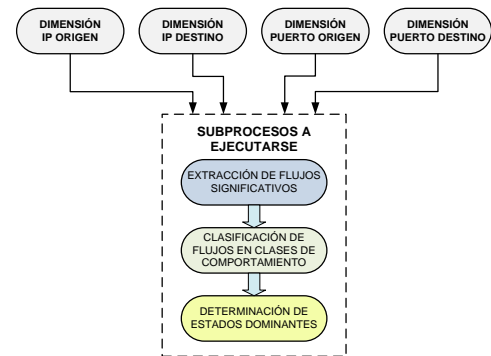 DIMENSIÓN
IP ORIGEN
DIMENSIÓN
IP DESTINO
DIMENSIÓN
PUERTO ORIGEN
DIMENSIÓN
PUERTO DESTINO
SUBPROCESOS A
EJECUTARSE
EXTRACCIÓN DE FLUJOS
SIGNIFICATIVOS
CLASIFICACIÓN DE
FLUJOS EN CLASES DE
COMPORTAMIENTO
DETERMINACIÓN DE
ESTADOS DOMINANTES